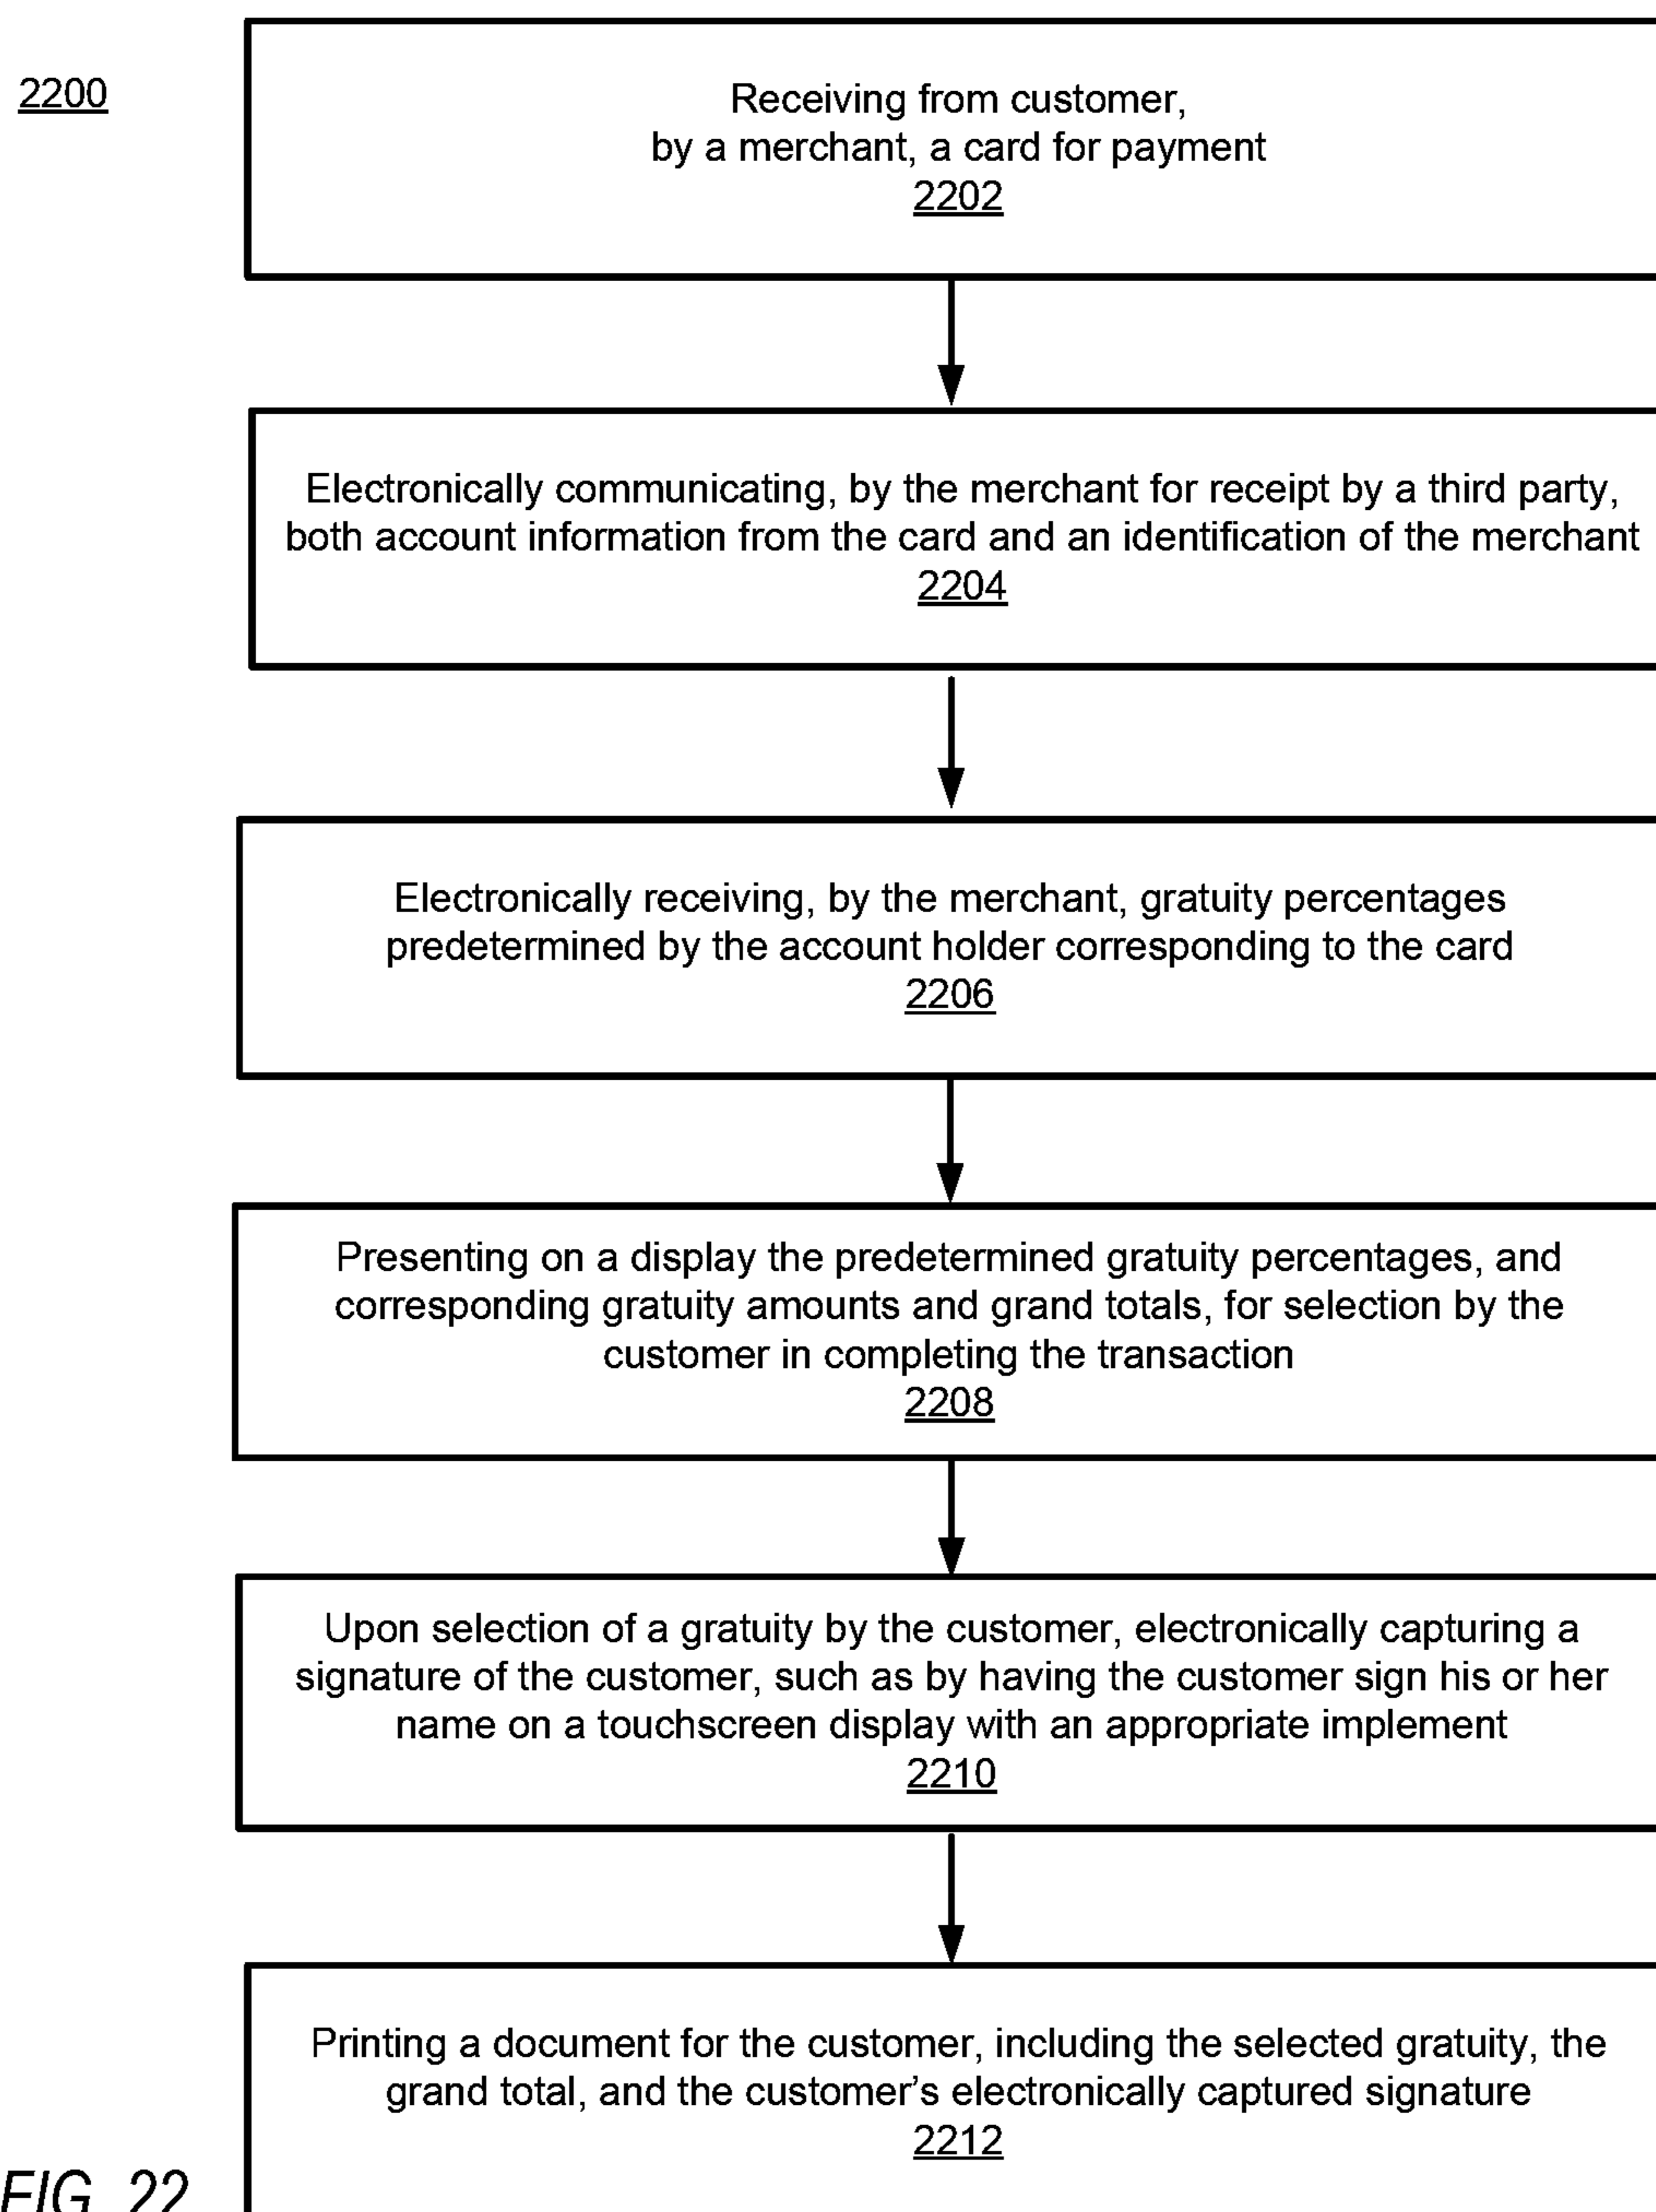 2200
Receiving from customer,
by a merchant, a card for payment
2202
Electronically communicating, by the merchant for receipt by a third party,
both account information from the card and an identification of the merchant
2204
Electronically receiving, by the merchant, gratuity percentages
predetermined by the account holder corresponding to the card
2206
Presenting on a display the predetermined gratuity percentages, and
corresponding gratuity amounts and grand totals, for selection by the
customer in completing the transaction
2208
Upon selection of a gratuity by the customer, electronically capturing a
signature of the customer, such as by having the customer sign his or her
name on a touchscreen display with an appropriate implement
2210
Printing a document for the customer, including the selected gratuity, the
grand total, and the customer’s electronically captured signature
2212
FIG. 22